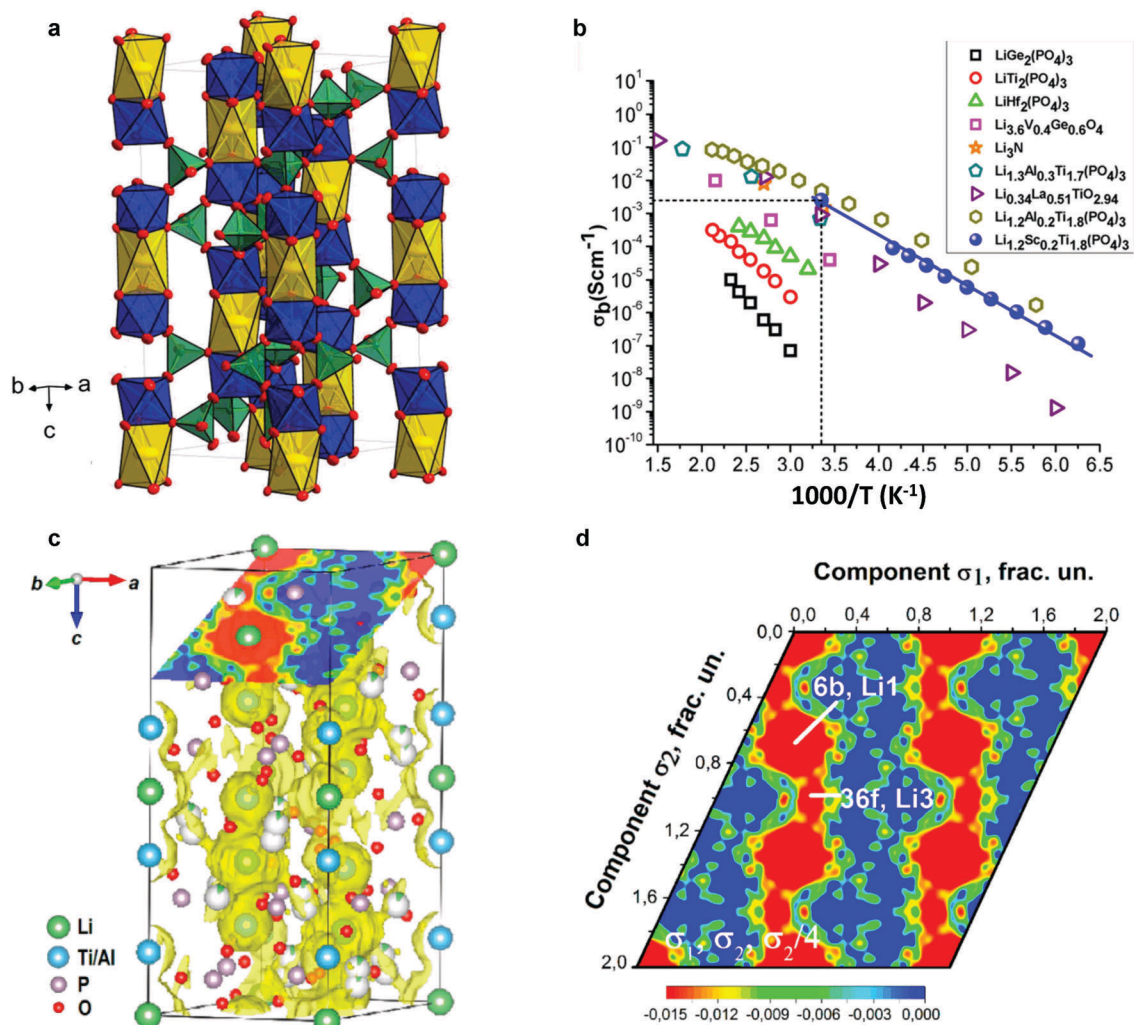 a
b
a
c
b
LiGe2(PO4)3
LiTi2(PO4)3
LiHf2(PO4)3
Li3.6V0.4Ge0.6O4
Li3N
Li1.3Al0.3Ti1.7(PO4)3
Li0.34La0.51TiO2.94
Li1.2Al0.2Ti1.8(PO4)3
Li1.2Sc0.2Ti1.8(PO4)3
10^1
10^0
10^-1
10^-2
10^-3
10^-4
10^-5
10^-6
10^-7
10^-8
10^-9
10^-10
σb(Scm^-1)
1.5 2.0 2.5 3.0 3.5 4.0 4.5 5.0 5.5 6.0 6.5
1000/T (K^-1)
c
b
a
c
Li
Ti/Al
P
O
d
Component σ1, frac. un.
0,0 0,4 0,8 1,2 1,6 2,0
0,0
0,4
0,8
1,2
1,6
2,0
Component σ2, frac. un.
6b, Li1
36f, Li3
σ1, σ2, σ2/4
-0,015 -0,012 -0,009 -0,006 -0,003 0,000